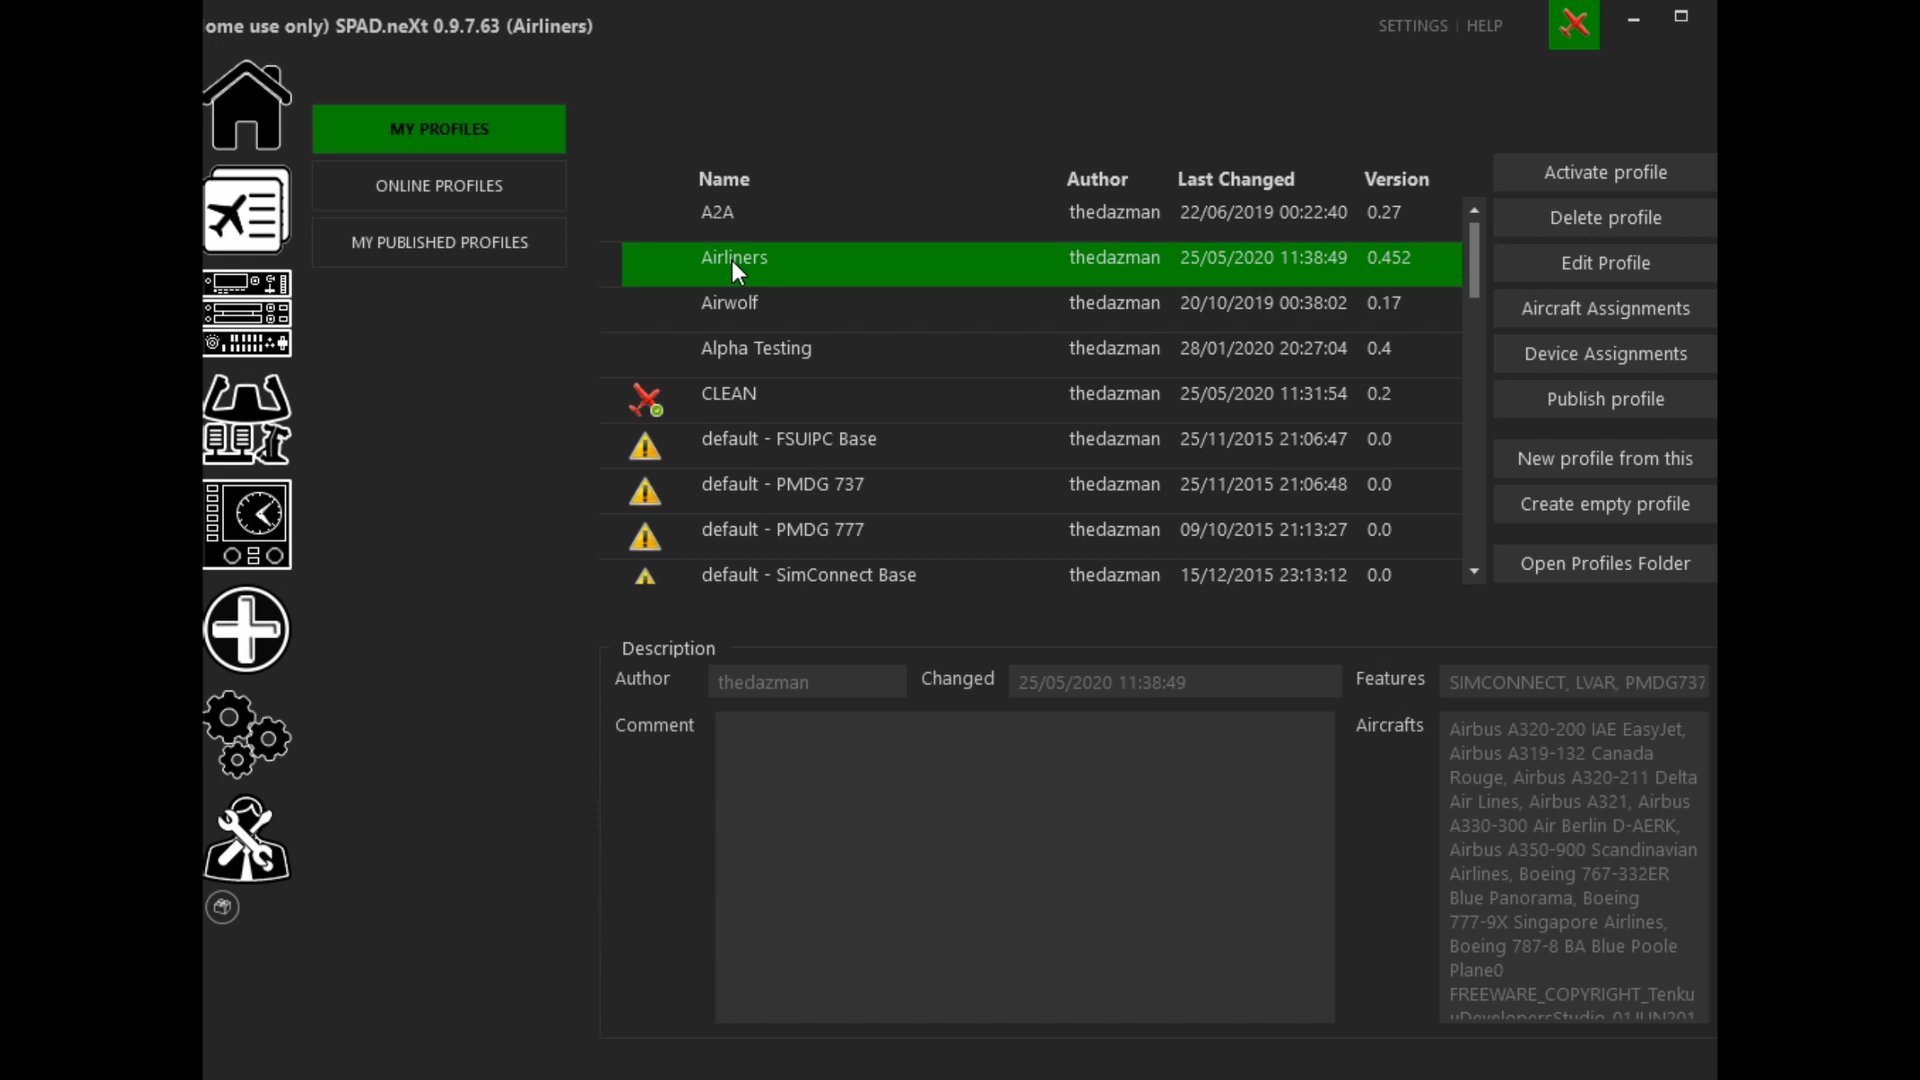 ome use only) SPAD.neXt 0.9.7.63 (Airliners)
SETTINGS | HELP
MY PROFILES
ONLINE PROFILES
MY PUBLISHED PROFILES
Name Author Last Changed Version
A2A thedazman 22/06/2019 00:22:40 0.27
Airliners thedazman 25/05/2020 11:38:49 0.452
Airwolf thedazman 20/10/2019 00:38:02 0.17
Alpha Testing thedazman 28/01/2020 20:27:04 0.4
CLEAN thedazman 25/05/2020 11:31:54 0.2
default - FSUIPC Base thedazman 25/11/2015 21:06:47 0.0
default - PMDG 737 thedazman 25/11/2015 21:06:48 0.0
default - PMDG 777 thedazman 09/10/2015 21:13:27 0.0
default - SimConnect Base thedazman 15/12/2015 23:13:12 0.0
Activate profile
Delete profile
Edit Profile
Aircraft Assignments
Device Assignments
Publish profile
New profile from this
Create empty profile
Open Profiles Folder
Description
Author thedazman Changed 25/05/2020 11:38:49 Features SIMCONNECT, LVAR, PMDG737
Comment
Aircrafts
Airbus A320-200 IAE EasyJet,
Airbus A319-132 Canada
Rouge, Airbus A320-211 Delta
Air Lines, Airbus A321, Airbus
A330-300 Air Berlin D-AERK,
Airbus A350-900 Scandinavian
Airlines, Boeing 767-332ER
Blue Panorama, Boeing
777-9X Singapore Airlines,
Boeing 787-8 BA Blue Poole
Plane0
FREEWARE_COPYRIGHT_Tenku
uDevelopersStudio_01JUN201